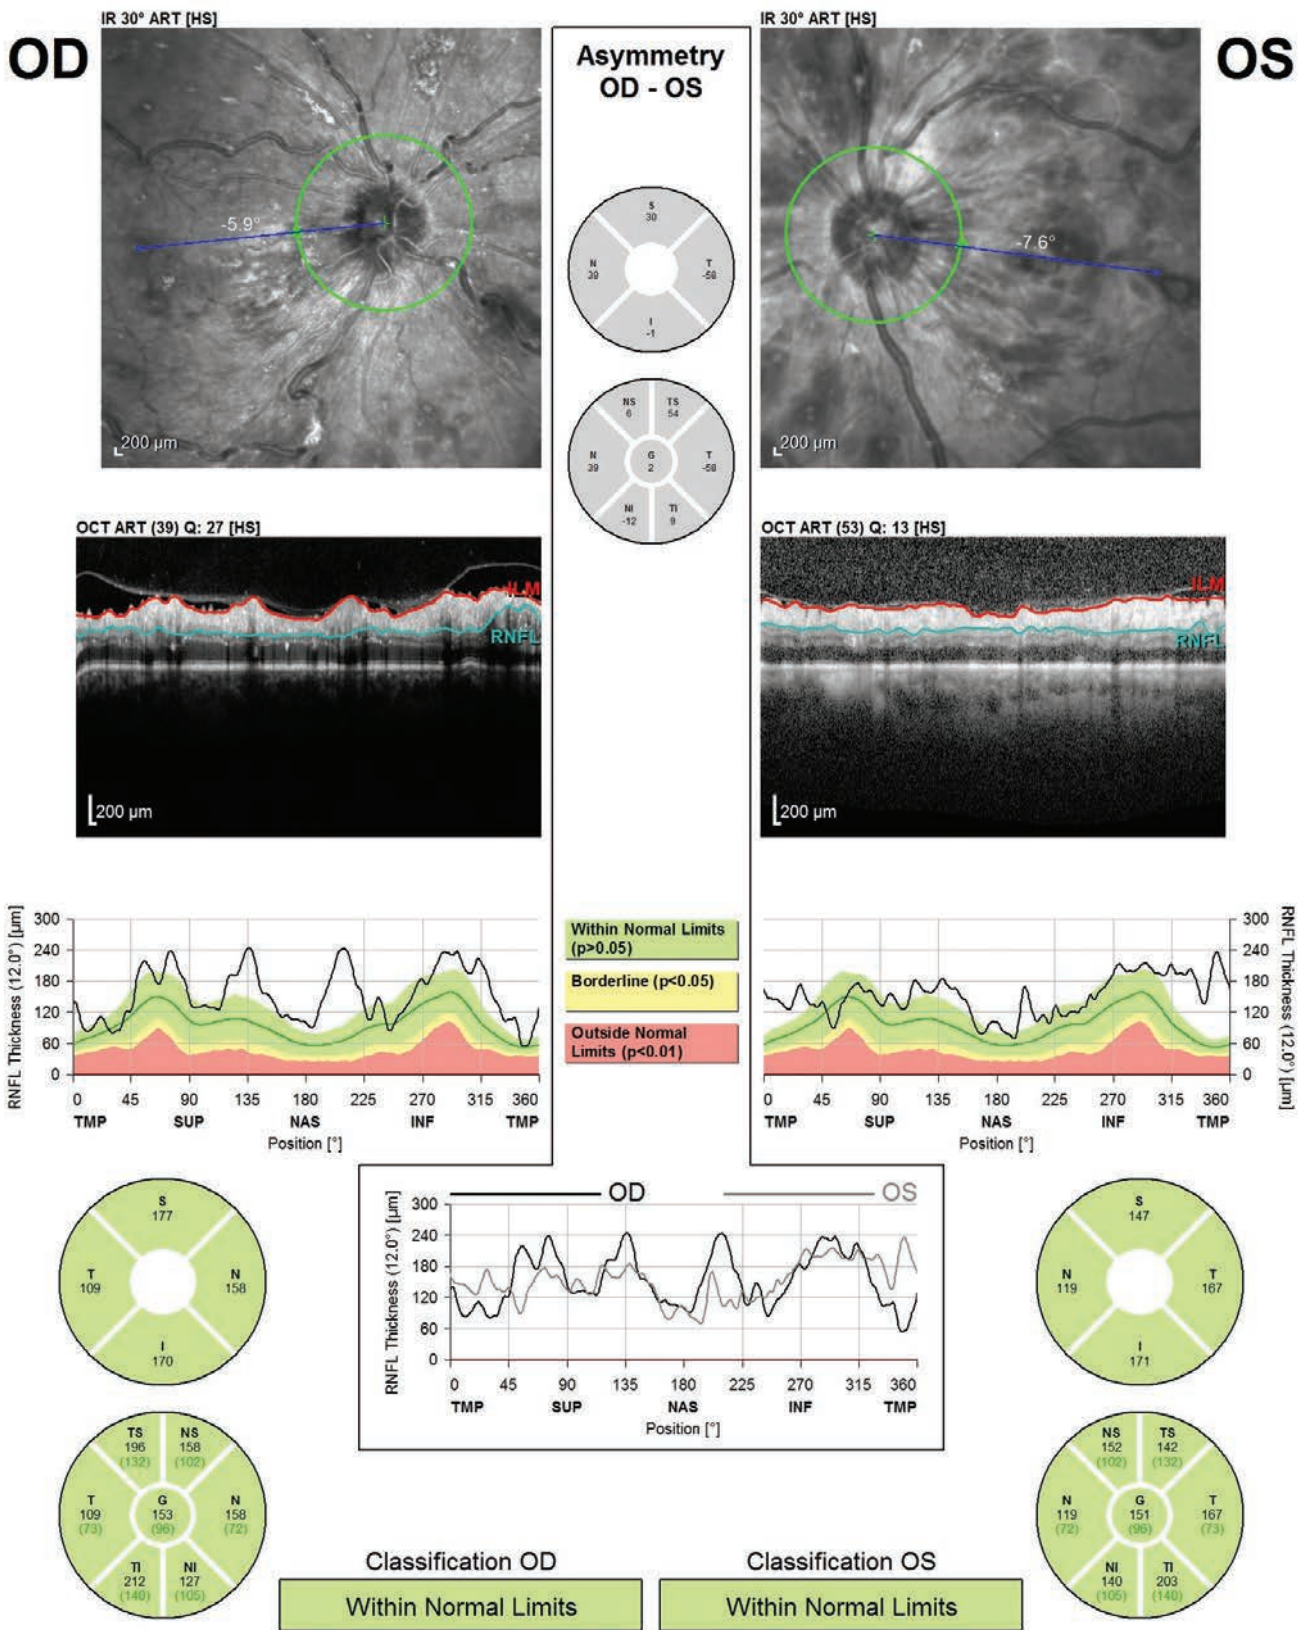 IR 30° ART [HS]
OD
-5.9°
200 µm
Asymmetry
OD - OS
IR 30° ART [HS]
OS
-7.6°
200 µm
S
30
N
39
T
-58
I
-1
NS
6
TS
54
N
39
G
2
T
-58
NI
-12
TI
9
OCT ART (39) Q: 27 [HS]
ILM
RNFL
200 µm
OCT ART (53) Q: 13 [HS]
ILM
RNFL
200 µm
RNFL Thickness (12.0°) [µm]
300
240
180
120
60
0
0 45 90 135 180 225 270 315 360
TMP SUP NAS INF TMP
Position [°]
Within Normal Limits
(p>0.05)
Borderline (p<0.05)
Outside Normal
Limits (p<0.01)
300
240
180
120
60
0
RNFL Thickness (12.0°) [µm]
0 45 90 135 180 225 270 315 360
TMP SUP NAS INF TMP
Position [°]
S
177
T
109
N
158
I
170
OD
OS
RNFL Thickness (12.0°) [µm]
300
240
180
120
60
0
0 45 90 135 180 225 270 315 360
TMP SUP NAS INF TMP
Position [°]
S
147
N
119
T
167
I
171
TS
196
(132)
NS
158
(102)
T
109
(73)
G
153
(96)
N
158
(72)
TI
212
(140)
NI
127
(105)
Classification OD
Within Normal Limits
Classification OS
Within Normal Limits
NS
152
(102)
TS
142
(132)
N
119
(72)
G
151
(96)
T
167
(73)
NI
140
(105)
TI
203
(140)